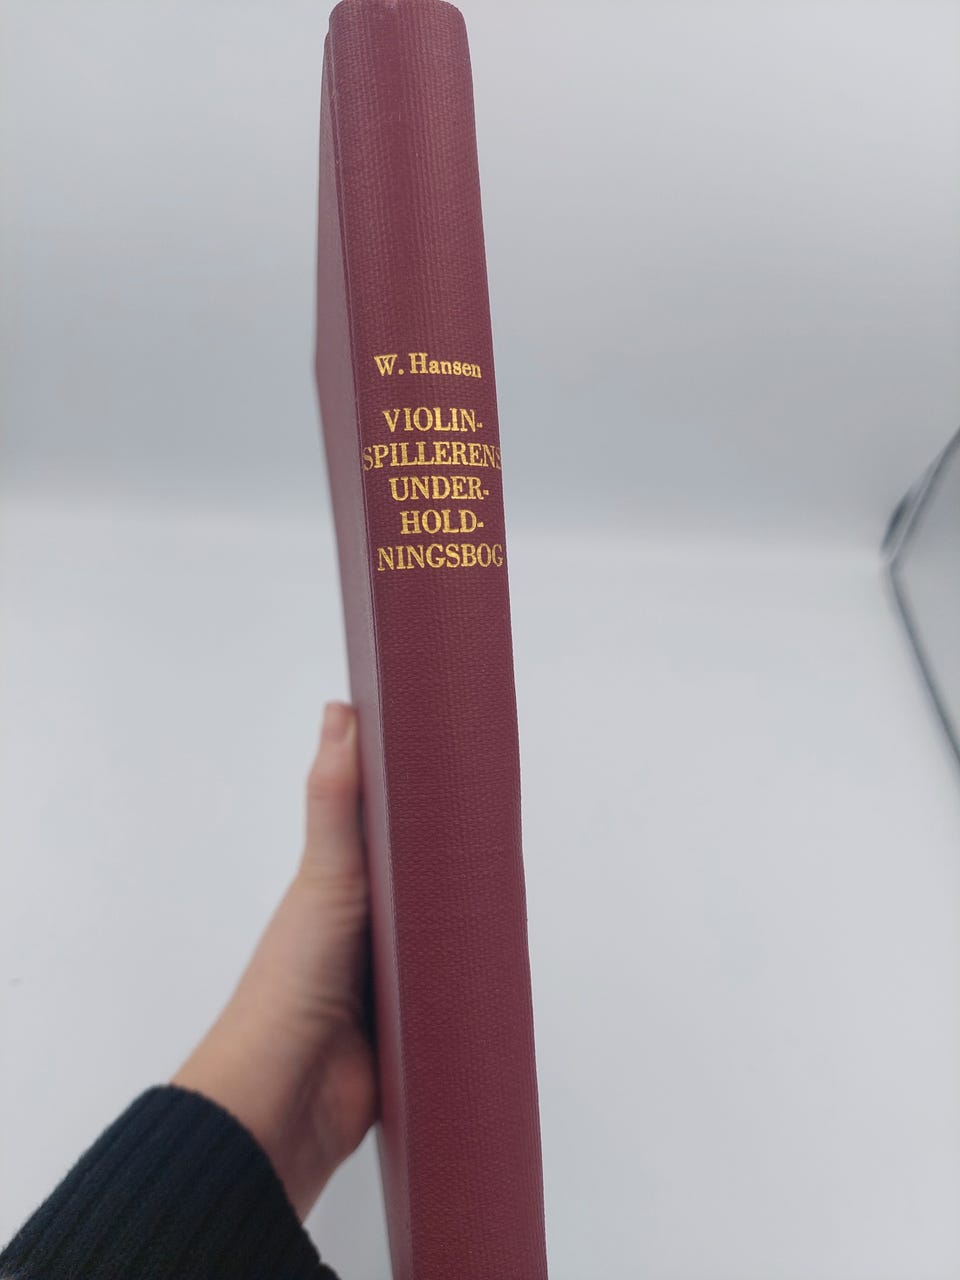 W. Hansen
VIOLIN-
SPILLERENS
UNDER-
HOLD-
NINGSBOG